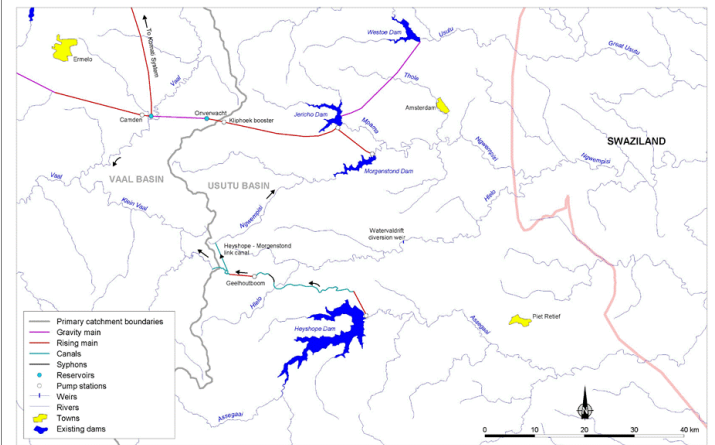 To Komati System
Westoe Dam
Usutu
Great Usutu
Ermelo
Vaal
Thole
Amsterdam
Onverwacht
Jericho Dam
Camden
Kliphoek booster
Mpama
SWAZILAND
Ngwempisi
Ngwempisi
Vaal
VAAL BASIN
USUTU BASIN
Morgenstond Dam
Hlelo
Klein Vaal
Ngwempisi
Watervaldrift
diversion weir
Heyshope - Morgenstond
link canal
Geelhoutboom
Hlelo
Heyshope Dam
Assegaai
Piet Retief
Assegaai
Primary catchment boundaries
Gravity main
Rising main
Canals
Syphons
Reservoirs
Pump stations
Weirs
Rivers
Towns
Existing dams
N
0 10 20 30 40 km